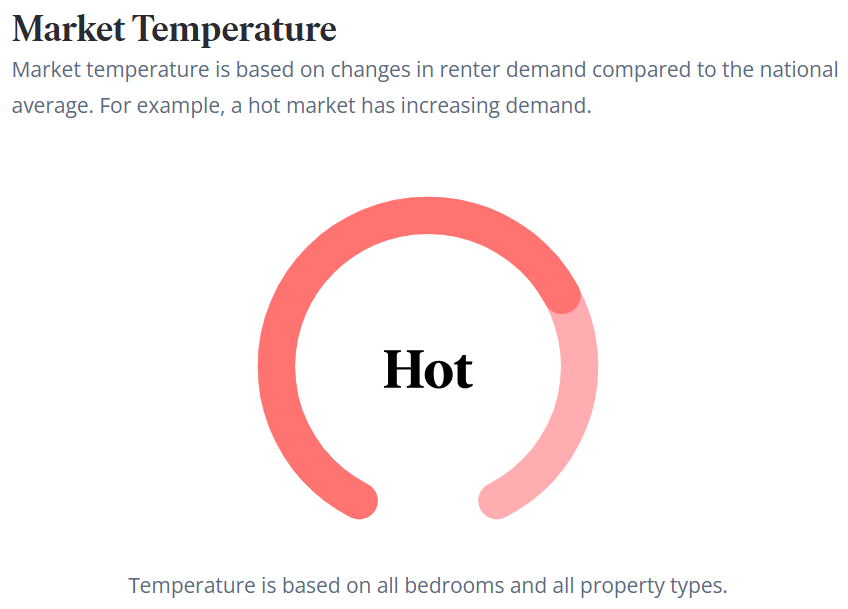 Market Temperature
Market temperature is based on changes in renter demand compared to the national
average. For example, a hot market has increasing demand.
Hot
Temperature is based on all bedrooms and all property types.